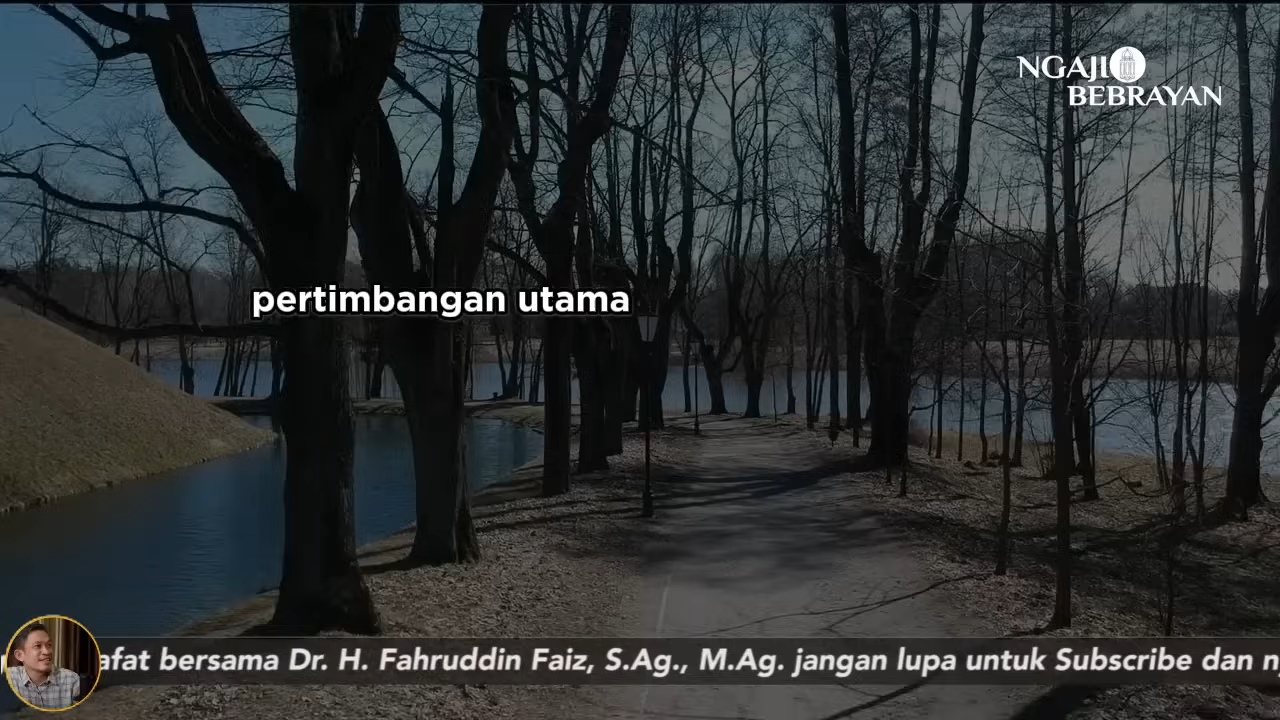 NGAJI
BEBRAYAN
pertimbangan utama
afat bersama Dr. H. Fahruddin Faiz, S.Ag., M.Ag. jangan lupa untuk Subscribe dan n